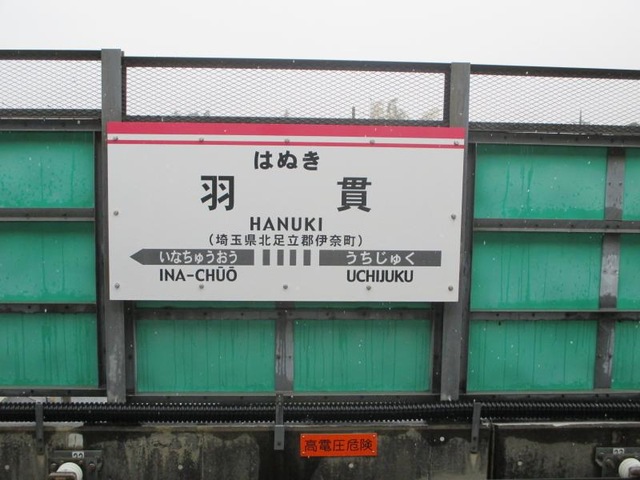 はぬき
羽貫
HANUKI
(埼玉県北足立郡伊奈町)
いなちゅうおう うちじゅく
INA-CHŪŌ UCHIJUKU
高電圧危険